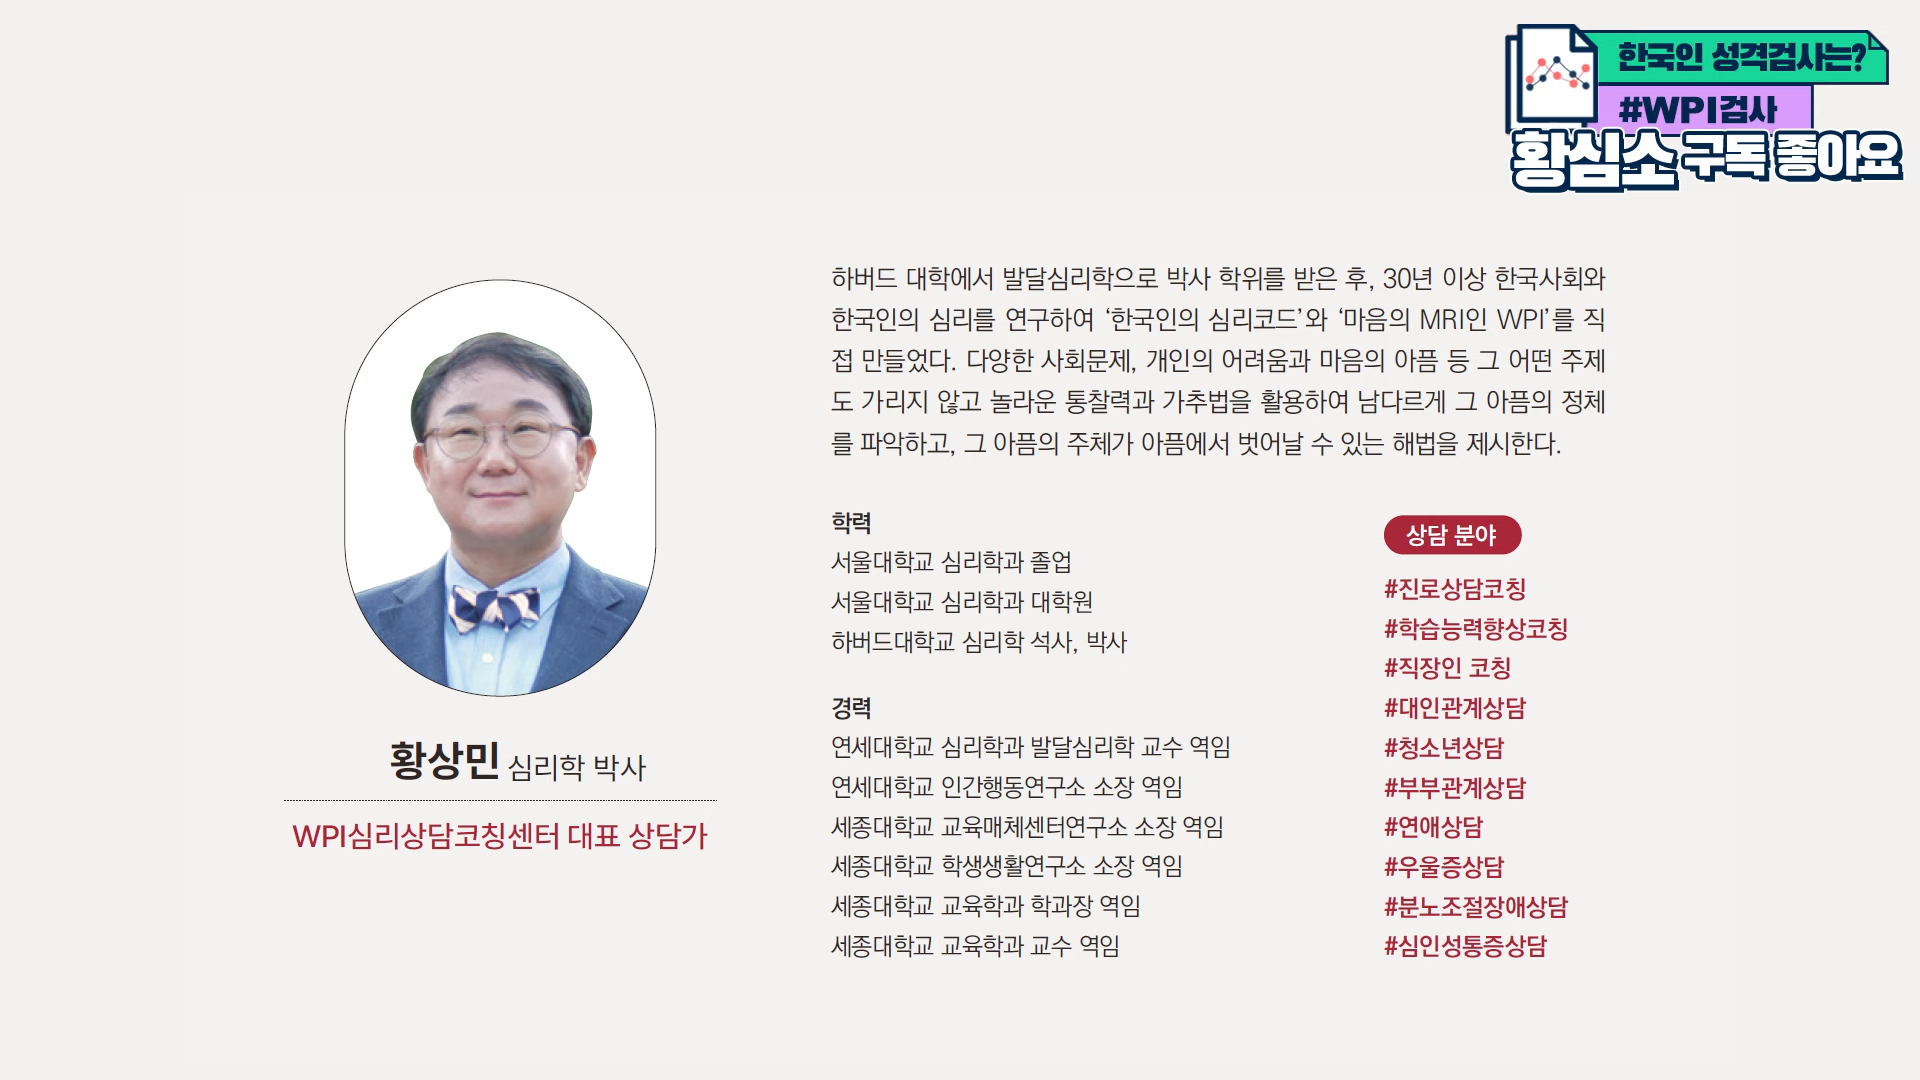 한국인 성격검사는?
#WPI검사
황심소 구독 좋아요
하버드 대학에서 발달심리학으로 박사 학위를 받은 후, 30년 이상 한국사회와
한국인의 심리를 연구하여 ‘한국인의 심리코드’와 ‘마음의 MRI인 WPI’를 직
접 만들었다. 다양한 사회문제, 개인의 어려움과 마음의 아픔 등 그 어떤 주제
도 가리지 않고 놀라운 통찰력과 가추법을 활용하여 남다르게 그 아픔의 정체
를 파악하고, 그 아픔의 주체가 아픔에서 벗어날 수 있는 해법을 제시한다.
황상민 심리학 박사
WPI심리상담코칭센터 대표 상담가
학력
서울대학교 심리학과 졸업
서울대학교 심리학과 대학원
하버드대학교 심리학 석사, 박사
경력
연세대학교 심리학과 발달심리학 교수 역임
연세대학교 인간행동연구소 소장 역임
세종대학교 교육매체센터연구소 소장 역임
세종대학교 학생생활연구소 소장 역임
세종대학교 교육학과 학과장 역임
세종대학교 교육학과 교수 역임
상담 분야
#진로상담코칭
#학습능력향상코칭
#직장인 코칭
#대인관계상담
#청소년상담
#부부관계상담
#연애상담
#우울증상담
#분노조절장애상담
#심인성통증상담